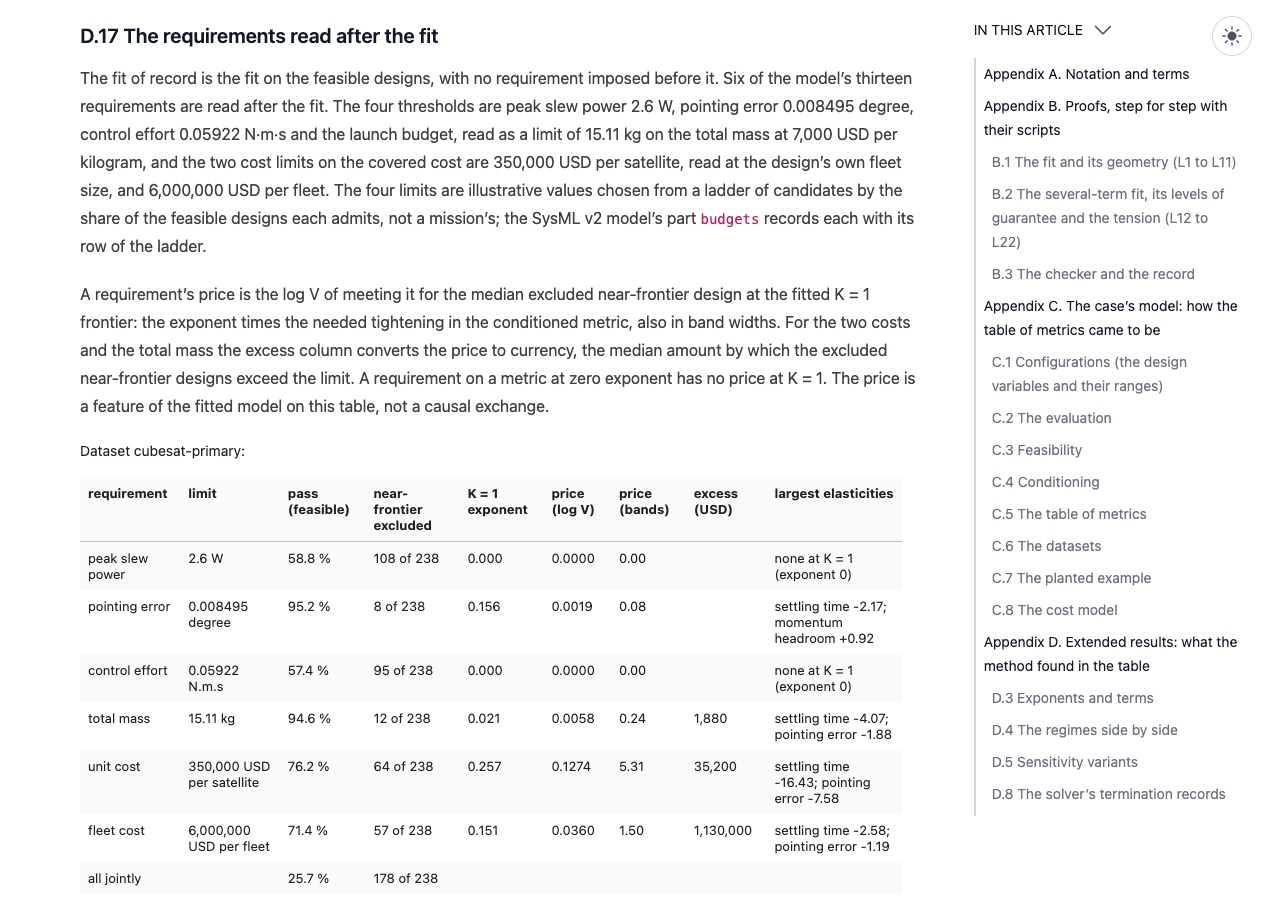 D.17 The requirements read after the fit
The fit of record is the fit on the feasible designs, with no requirement imposed before it. Six of the model’s thirteen
requirements are read after the fit. The four thresholds are peak slew power 2.6 W, pointing error 0.008495 degree,
control effort 0.05922 N·m·s and the launch budget, read as a limit of 15.11 kg on the total mass at 7,000 USD per
kilogram, and the two cost limits on the covered cost are 350,000 USD per satellite, read at the design’s own fleet
size, and 6,000,000 USD per fleet. The four limits are illustrative values chosen from a ladder of candidates by the
share of the feasible designs each admits, not a mission’s; the SysML v2 model’s part budgets records each with its
row of the ladder.
A requirement’s price is the log V of meeting it for the median excluded near-frontier design at the fitted K = 1
frontier: the exponent times the needed tightening in the conditioned metric, also in band widths. For the two costs
and the total mass the excess column converts the price to currency, the median amount by which the excluded
near-frontier designs exceed the limit. A requirement on a metric at zero exponent has no price at K = 1. The price is
a feature of the fitted model on this table, not a causal exchange.
Dataset cubesat-primary:
requirement limit pass (feasible) near-frontier excluded K = 1 exponent price (log V) price (bands) excess (USD) largest elasticities
peak slew power 2.6 W 58.8 % 108 of 238 0.000 0.0000 0.00 none at K = 1 (exponent 0)
pointing error 0.008495 degree 95.2 % 8 of 238 0.156 0.0019 0.08 settling time -2.17; momentum headroom +0.92
control effort 0.05922 N.m.s 57.4 % 95 of 238 0.000 0.0000 0.00 none at K = 1 (exponent 0)
total mass 15.11 kg 94.6 % 12 of 238 0.021 0.0058 0.24 1,880 settling time -4.07; pointing error -1.88
unit cost 350,000 USD per satellite 76.2 % 64 of 238 0.257 0.1274 5.31 35,200 settling time -16.43; pointing error -7.58
fleet cost 6,000,000 USD per fleet 71.4 % 57 of 238 0.151 0.0360 1.50 1,130,000 settling time -2.58; pointing error -1.19
all jointly 25.7 % 178 of 238
IN THIS ARTICLE
Appendix A. Notation and terms
Appendix B. Proofs, step for step with
their scripts
B.1 The fit and its geometry (L1 to L11)
B.2 The several-term fit, its levels of
guarantee and the tension (L12 to
L22)
B.3 The checker and the record
Appendix C. The case’s model: how the
table of metrics came to be
C.1 Configurations (the design
variables and their ranges)
C.2 The evaluation
C.3 Feasibility
C.4 Conditioning
C.5 The table of metrics
C.6 The datasets
C.7 The planted example
C.8 The cost model
Appendix D. Extended results: what the
method found in the table
D.3 Exponents and terms
D.4 The regimes side by side
D.5 Sensitivity variants
D.8 The solver’s termination records